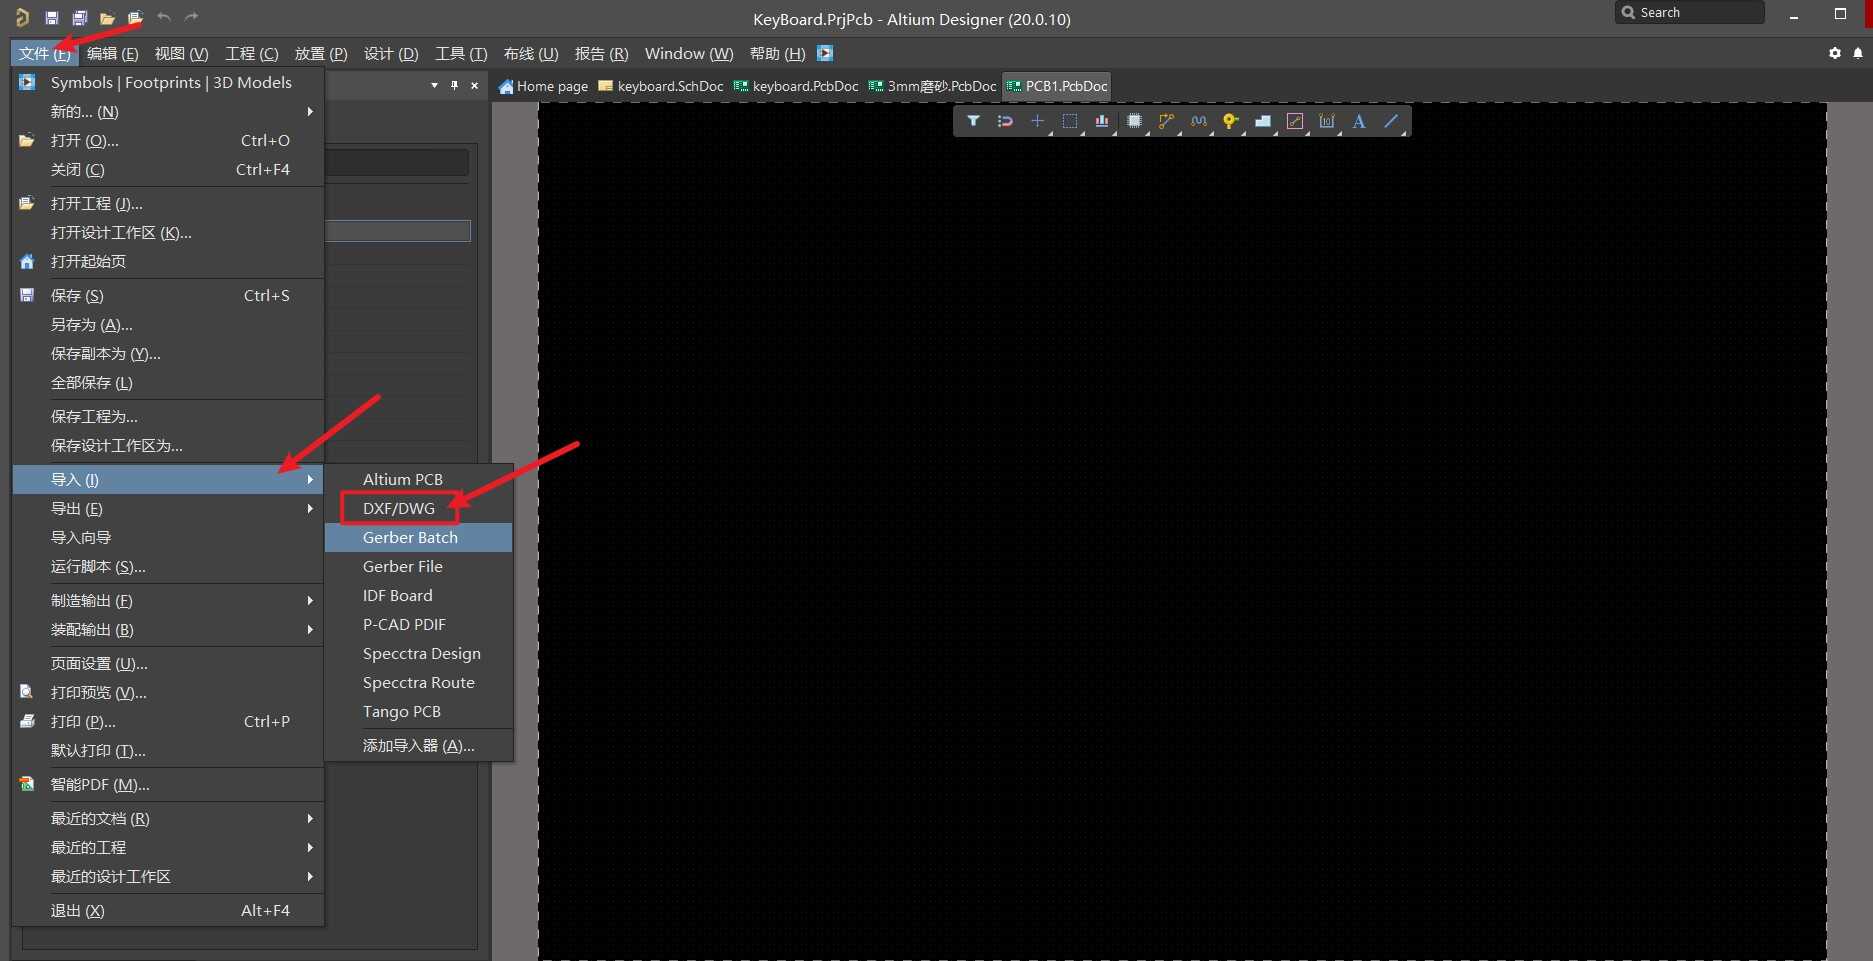 KeyBoard.PrjPcb - Altium Designer (20.0.10)
Search
文件 (F) 编辑 (E) 视图 (V) 工程 (C) 放置 (P) 设计 (D) 工具 (T) 布线 (U) 报告 (R) Window (W) 帮助 (H)
Home page keyboard.SchDoc keyboard.PcbDoc 3mm磨砂.PcbDoc PCB1.PcbDoc
Symbols | Footprints | 3D Models
新的... (N)
打开 (O)... Ctrl+O
关闭 (C) Ctrl+F4
打开工程 (J)...
打开设计工作区 (K)...
打开起始页
保存 (S) Ctrl+S
另存为 (A)...
保存副本为 (Y)...
全部保存 (L)
保存工程为...
保存设计工作区为...
导入 (I)
导出 (E)
导入向导
运行脚本 (S)...
制造输出 (F)
装配输出 (B)
页面设置 (U)...
打印预览 (V)...
打印 (P)... Ctrl+P
默认打印 (T)...
智能PDF (M)...
最近的文档 (R)
最近的工程
最近的设计工作区
退出 (X) Alt+F4
Altium PCB
DXF/DWG
Gerber Batch
Gerber File
IDF Board
P-CAD PDIF
Specctra Design
Specctra Route
Tango PCB
添加导入器 (A)...